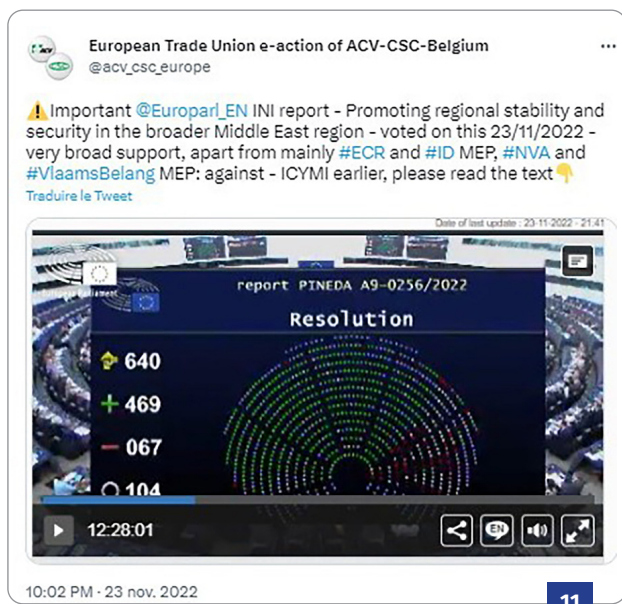 European Trade Union e-action of ACV-CSC-Belgium
@acv_csc_europe
...
⚠️Important @Europarl_EN INI report - Promoting regional stability and
security in the broader Middle East region - voted on this 23/11/2022 -
very broad support, apart from mainly #ECR and #ID MEP, #NVA and
#VlaamsBelang MEP: against - ICYMI earlier, please read the text👇
Traduire le Tweet
Date of last update : 23-11-2022 - 21:41
report PINEDA A9-0256/2022
Resolution
640
+ 469
- 067
104
12:28:01
EN
10:02 PM · 23 nov. 2022
11